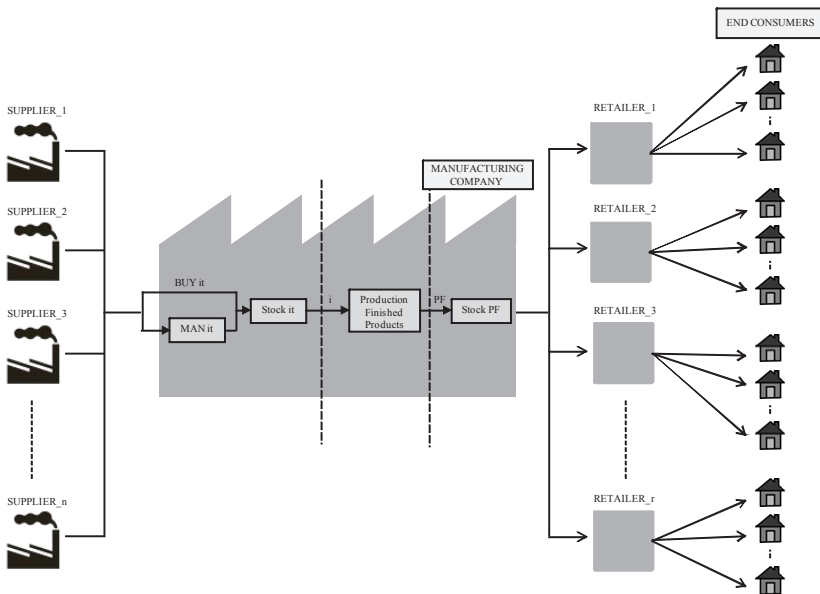 END CONSUMERS
SUPPLIER_1
RETAILER_1
i
MANUFACTURING
COMPANY
SUPPLIER_2
RETAILER_2
i
BUY it
Stock it
i
Production
Finished
Products
PF
Stock PF
MAN it
SUPPLIER_3
RETAILER_3
i
SUPPLIER_n
RETAILER_r
i